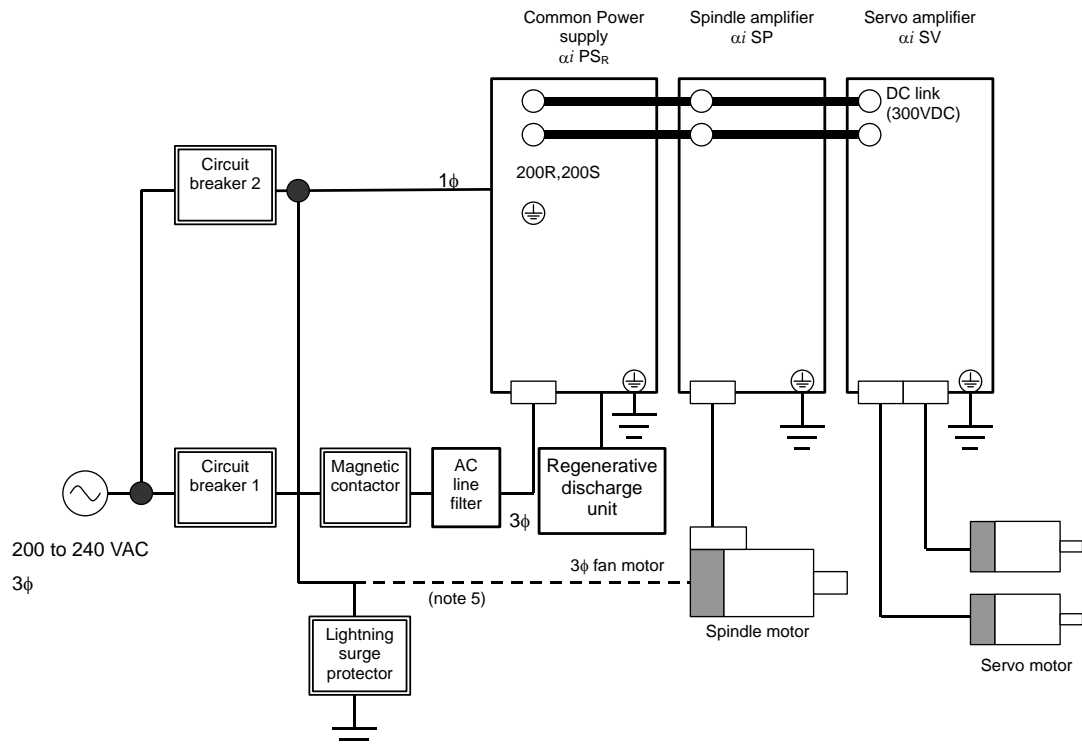 Common Power
supply
αi PSR
Spindle amplifier
αi SP
Servo amplifier
αi SV
DC link
(300VDC)
Circuit
breaker 2
1ϕ
200R,200S
Circuit
breaker 1
Magnetic
contactor
AC
line
filter
3ϕ
Regenerative
discharge
unit
200 to 240 VAC
3ϕ
3ϕ fan motor
(note 5)
Lightning
surge
protector
Spindle motor
Servo motor